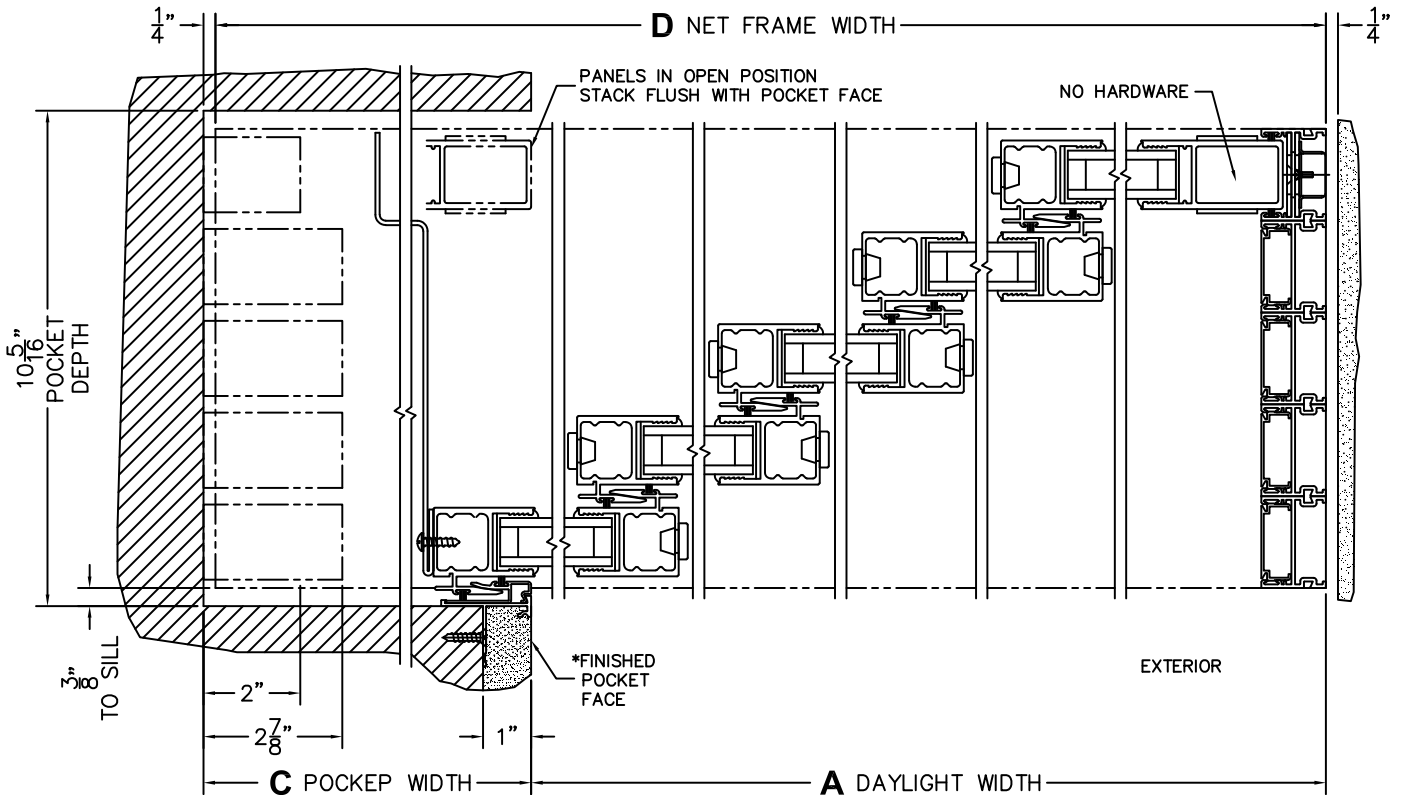 1/4"
D NET FRAME WIDTH
1/4"
PANELS IN OPEN POSITION
STACK FLUSH WITH POCKET FACE
NO HARDWARE
10 5/16"
POCKET
DEPTH
3/8"
TO SILL
*FINISHED
POCKET
FACE
EXTERIOR
2"
2 7/8"
1"
C POCKEP WIDTH
A DAYLIGHT WIDTH